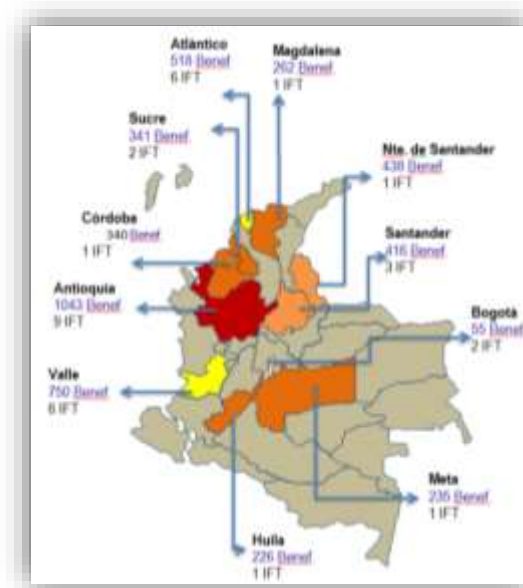 Atlántico
518 Benef
6 IFT
Magdalena
262 Benef
1 IFT
Sucre
341 Benef
2 IFT
Nte. de Santander
438 Benef
1 IFT
Córdoba
340 Benef
1 IFT
Santander
416 Benef
3 IFT
Antioquia
1043 Benef
9 IFT
Bogotá
55 Benef
2 IFT
Valle
750 Benef
6 IFT
Meta
235 Benef
1 IFT
Huila
226 Benef
1 IFT